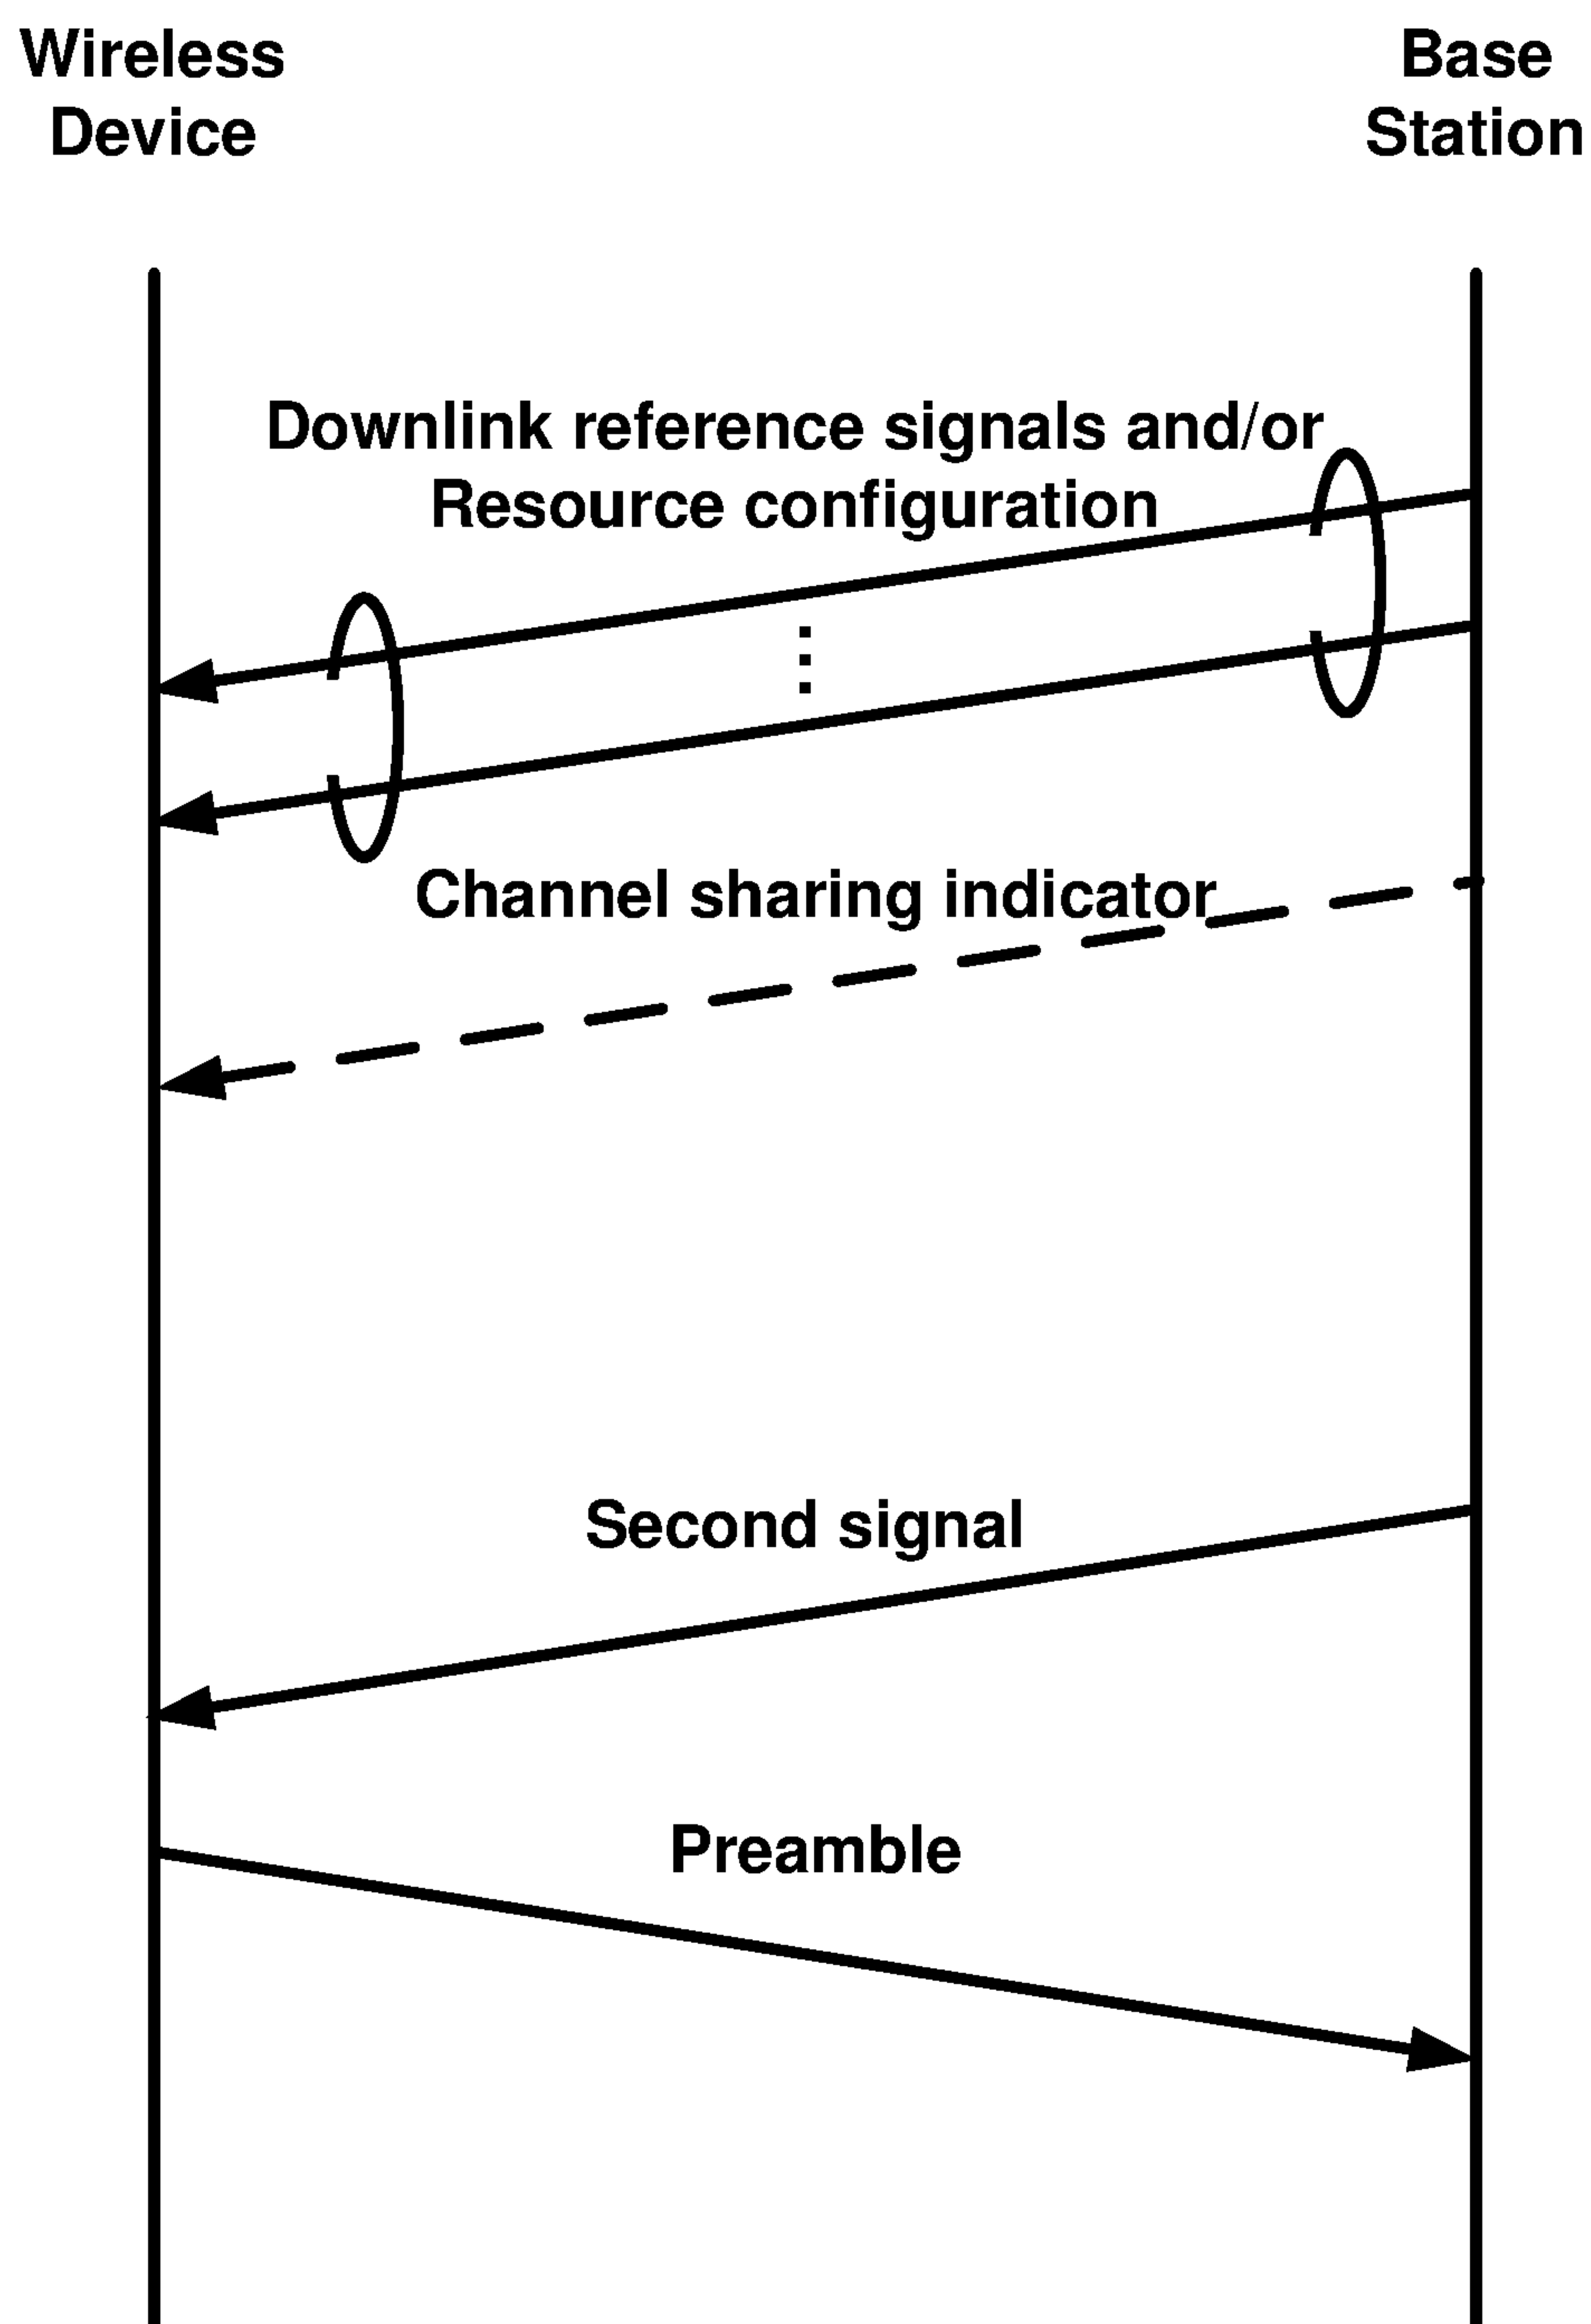 Wireless
Device
Base
Station
Downlink reference signals and/or
Resource configuration
Channel sharing indicator
Second signal
Preamble